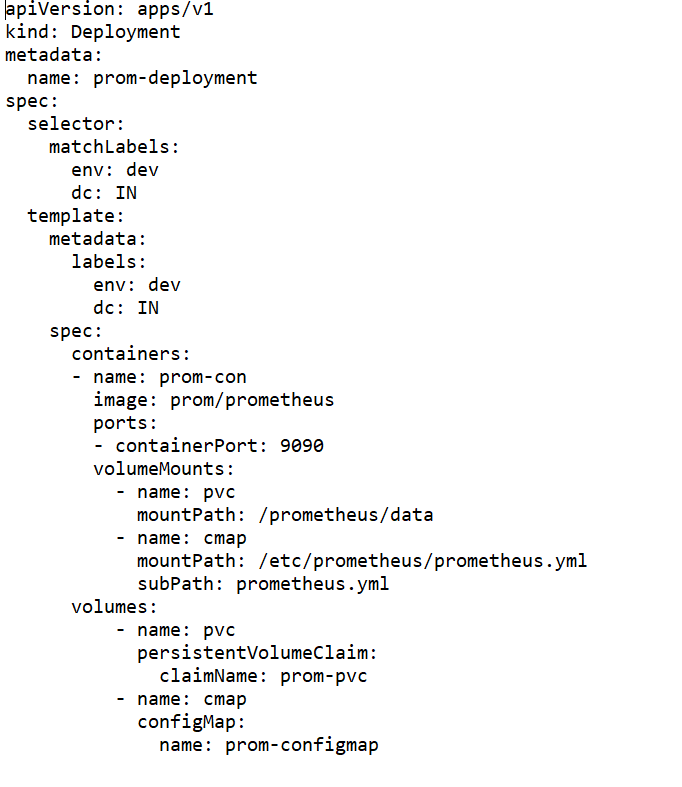 apiVersion: apps/v1
kind: Deployment
metadata:
  name: prom-deployment
spec:
  selector:
    matchLabels:
      env: dev
      dc: IN
  template:
    metadata:
      labels:
        env: dev
        dc: IN
    spec:
      containers:
      - name: prom-con
        image: prom/prometheus
        ports:
        - containerPort: 9090
        volumeMounts:
          - name: pvc
            mountPath: /prometheus/data
          - name: cmap
            mountPath: /etc/prometheus/prometheus.yml
            subPath: prometheus.yml
      volumes:
          - name: pvc
            persistentVolumeClaim:
              claimName: prom-pvc
          - name: cmap
            configMap:
              name: prom-configmap